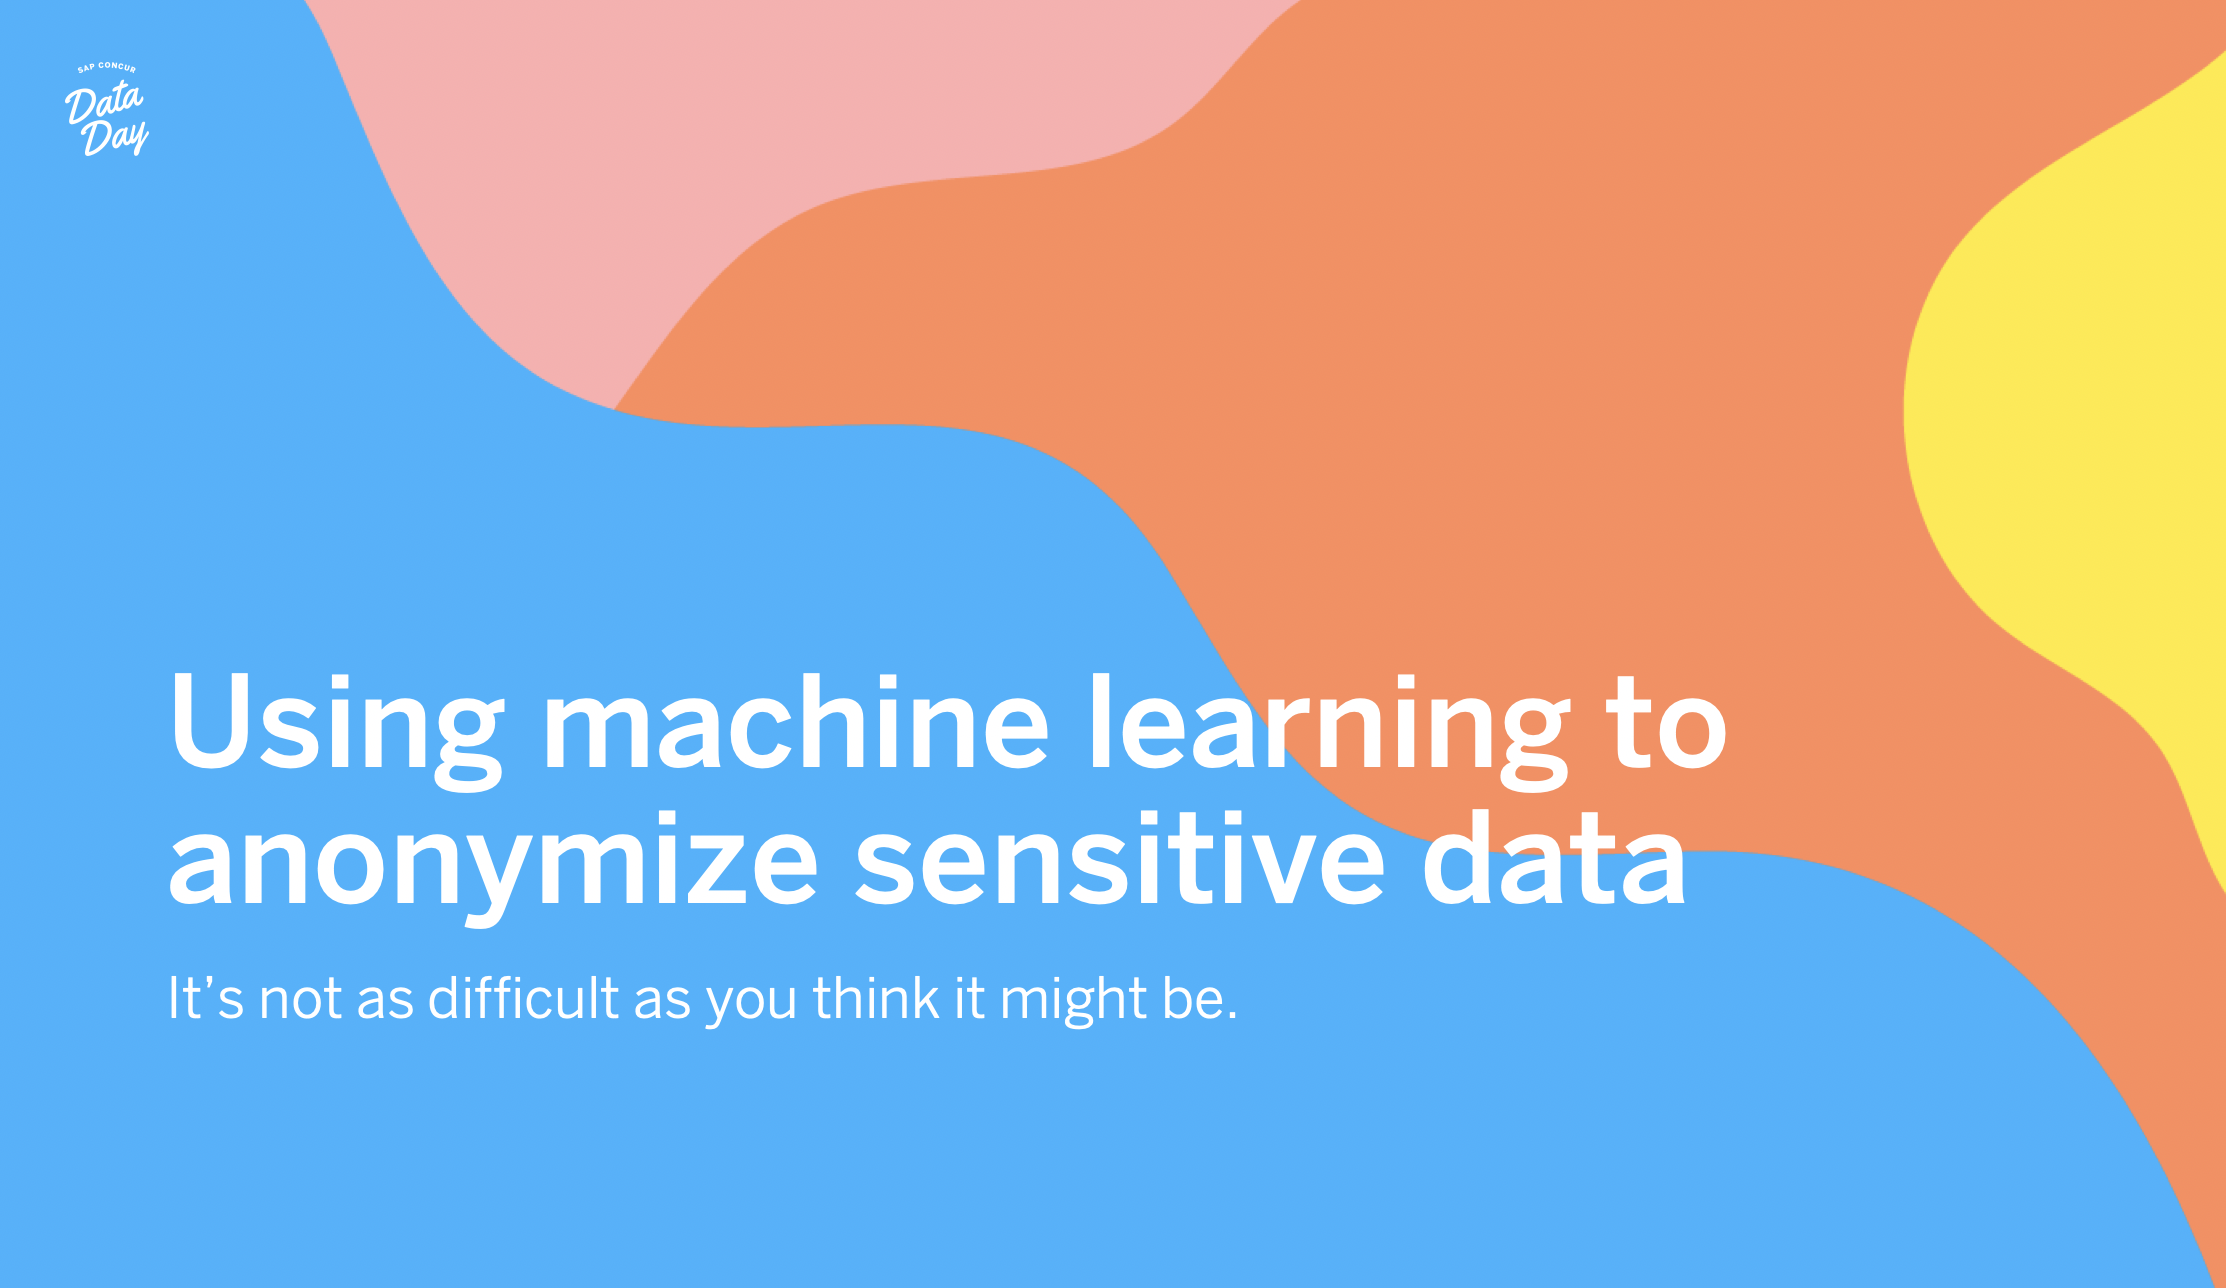 SAP CONCUR
Data
Day
Using machine learning to
anonymize sensitive data
It’s not as difficult as you think it might be.